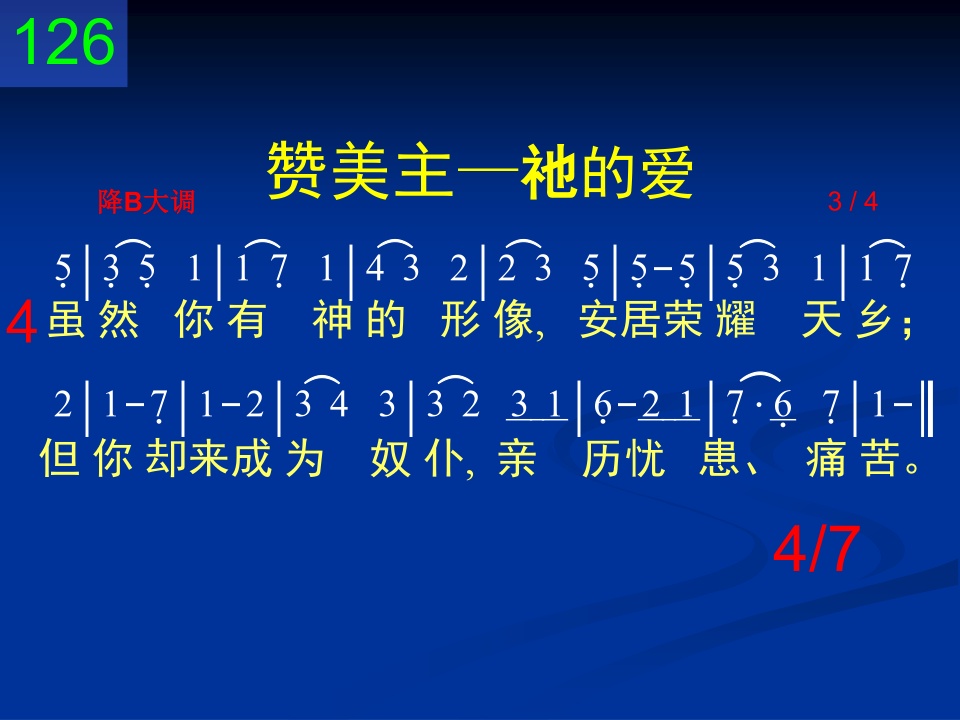 126
赞美主—祂的爱
降B大调 3 / 4
5̣ | 3̣ 5̣ 1 | 1 7̣ 1 | 4 3 2 | 2 3 5̣ | 5̣ - 5̣ | 5̣ 3 1 | 1 7̣
4 虽 然 你 有 神 的 形 像, 安居荣 耀 天 乡；
2 | 1 - 7̣ | 1 - 2 | 3 4 3 | 3 2 3 1 | 6̣ - 2 1 | 7̣ · 6̣ 7̣ | 1 - ‖
但 你 却来成 为 奴 仆, 亲 历忧 患、 痛 苦。
4/7